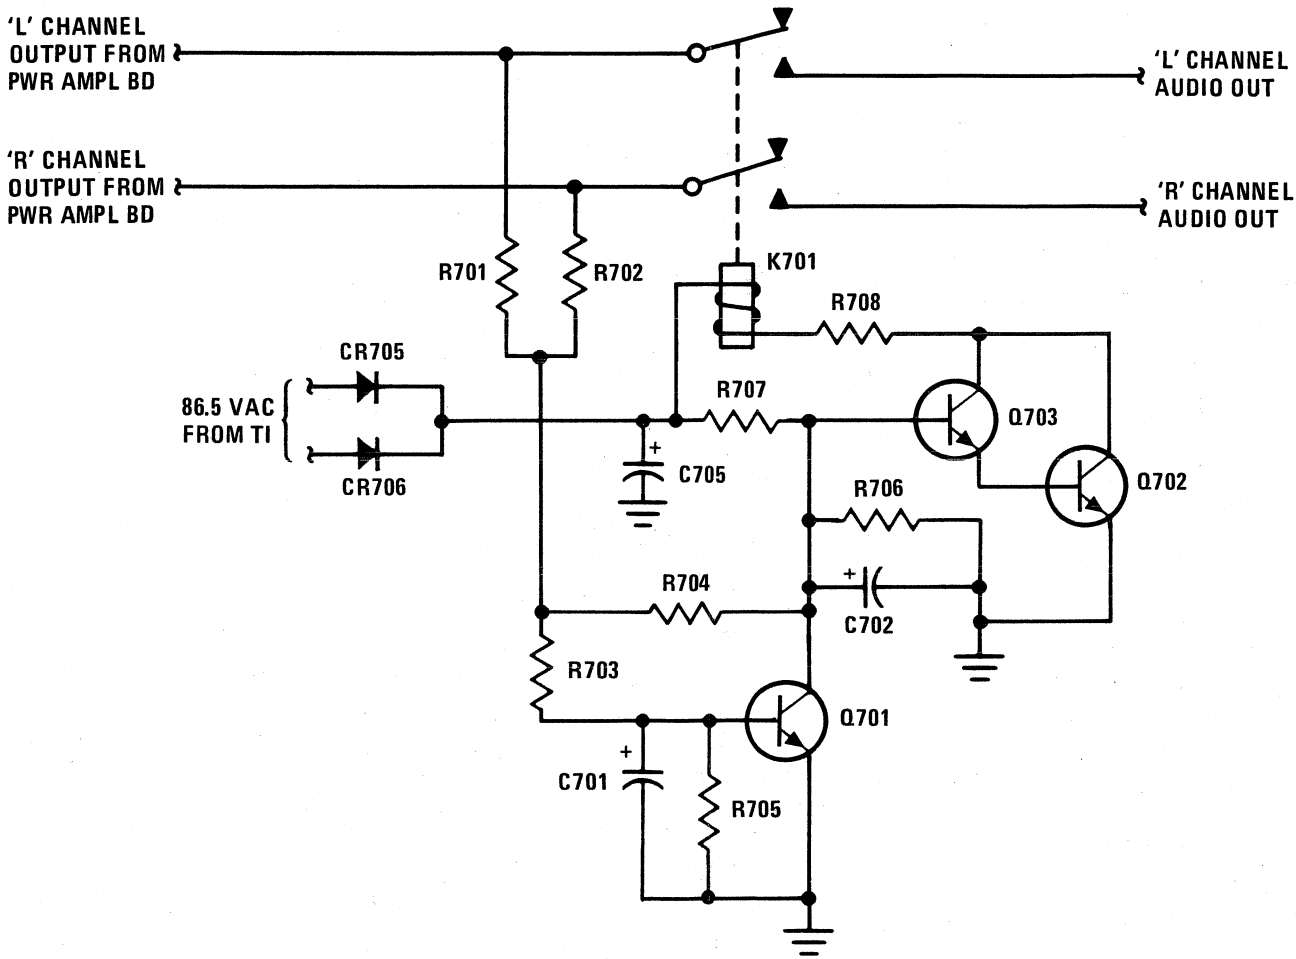 'L' CHANNEL
OUTPUT FROM
PWR AMPL BD
'L' CHANNEL
AUDIO OUT
'R' CHANNEL
OUTPUT FROM
PWR AMPL BD
'R' CHANNEL
AUDIO OUT
R701
R702
K701
R708
CR705
86.5 VAC
FROM TI
CR706
R707
Q703
+
C705
Q702
R706
R704
+
C702
R703
Q701
+
C701
R705